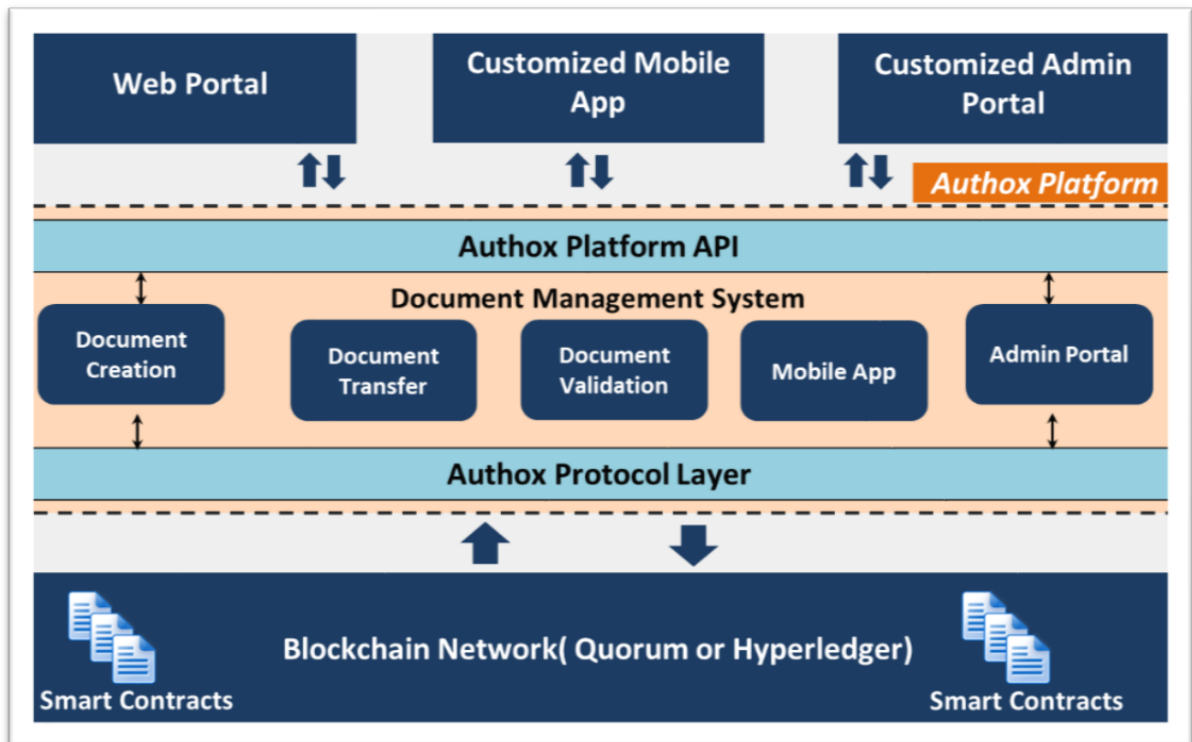 Web Portal
Customized Mobile
App
Customized Admin
Portal
Authox Platform
Authox Platform API
Document Management System
Document
Creation
Document
Transfer
Document
Validation
Mobile App
Admin Portal
Authox Protocol Layer
Blockchain Network( Quorum or Hyperledger)
Smart Contracts
Smart Contracts